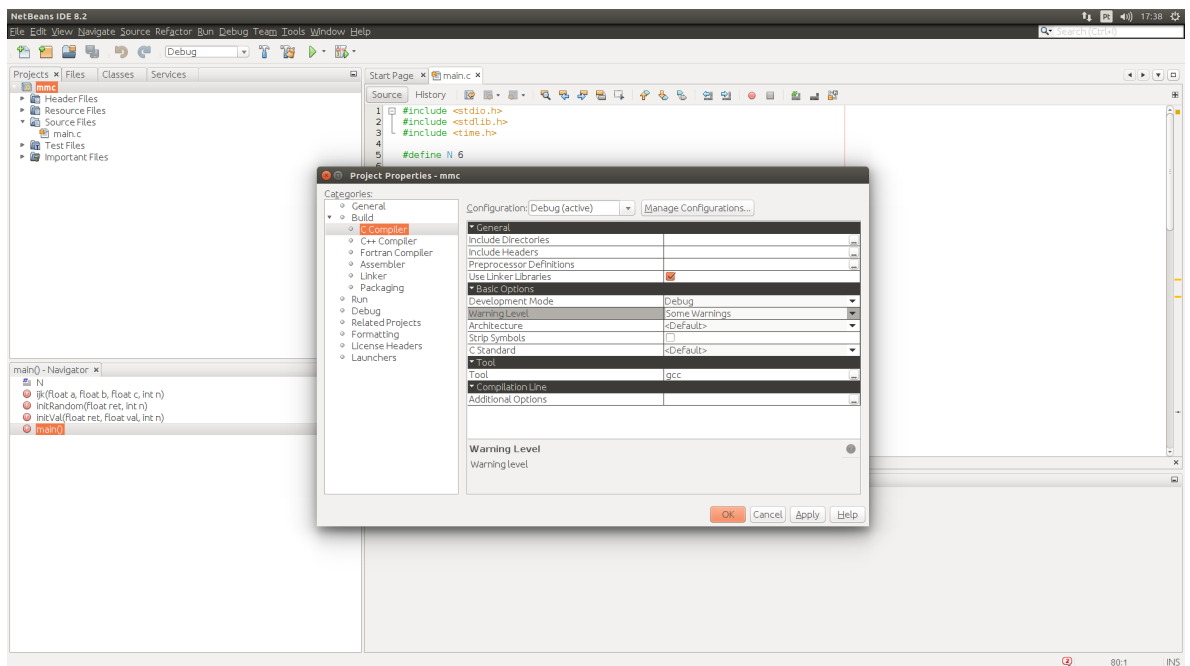 NetBeans IDE 8.2
Pt 17:38
File Edit View Navigate Source Refactor Run Debug Team Tools Window Help
Search (Ctrl+I)
Debug
Projects Files Classes Services
Start Page main.c
mmc
Header Files
Resource Files
Source Files
main.c
Test Files
Important Files
Source History
1 #include <stdio.h>
2 #include <stdlib.h>
3 #include <time.h>
4
5 #define N 6
6
Project Properties - mmc
Categories:
General
Build
C Compiler
C++ Compiler
Fortran Compiler
Assembler
Linker
Packaging
Run
Debug
Related Projects
Formatting
License Headers
Launchers
Configuration: Debug (active) Manage Configurations...
General
Include Directories ...
Include Headers ...
Preprocessor Definitions ...
Use Linker Libraries
Basic Options
Development Mode Debug
Warning Level Some Warnings
Architecture <Default>
Strip Symbols
C Standard <Default>
Tool
Tool gcc ...
Compilation Line
Additional Options ...
Warning Level
Warning level
OK Cancel Apply Help
main() - Navigator
N
ijk(float a, float b, float c, int n)
initRandom(float ret, int n)
initVal(float ret, float val, int n)
main()
2 80:1 INS